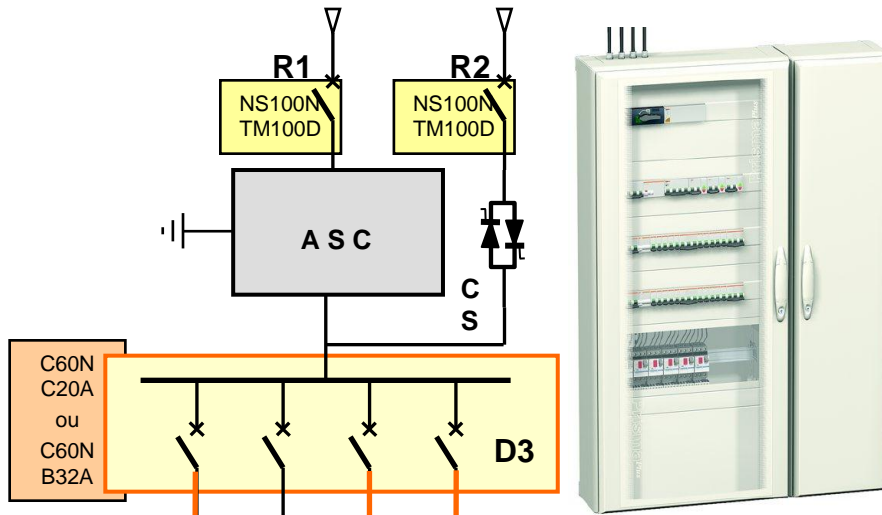 R1
R2
NS100N
TM100D
NS100N
TM100D
A S C
C
S
C60N
C20A
ou
C60N
B32A
D3